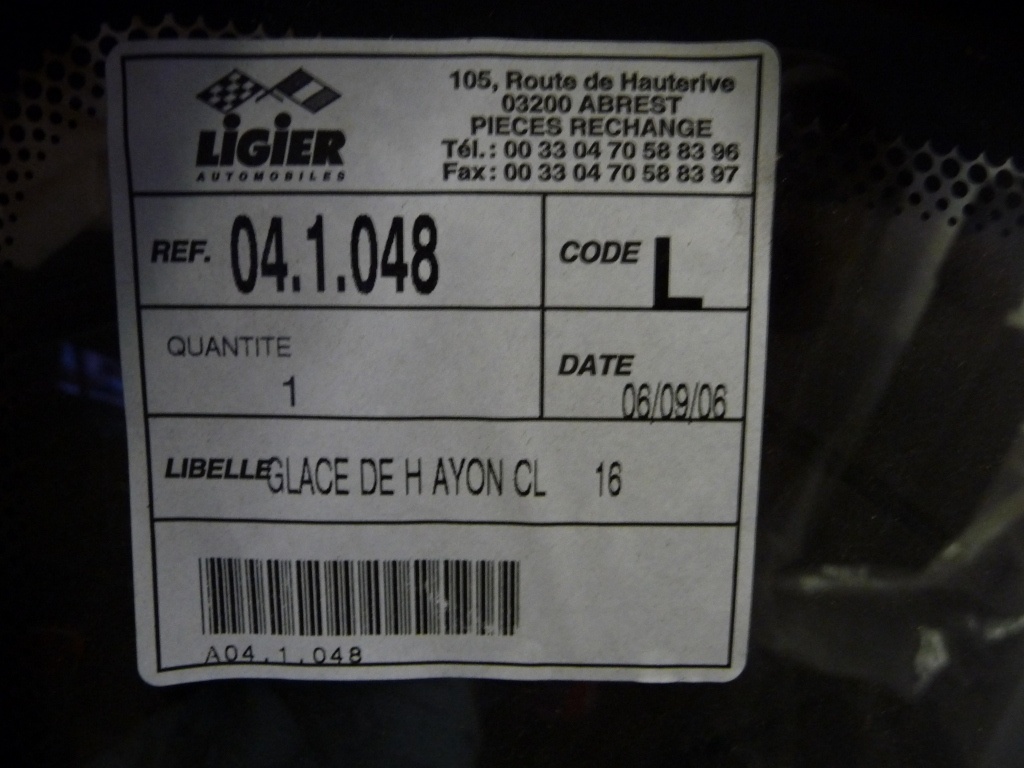 LIGIER
AUTOMOBILES
105, Route de Hauterive
03200 ABREST
PIECES RECHANGE
Tél.: 00 33 04 70 58 83 96
Fax: 00 33 04 70 58 83 97
REF. 04.1.048
CODE L
QUANTITE
1
DATE
06/09/06
LIBELLE GLACE DE H AYON CL 16
A04.1.048